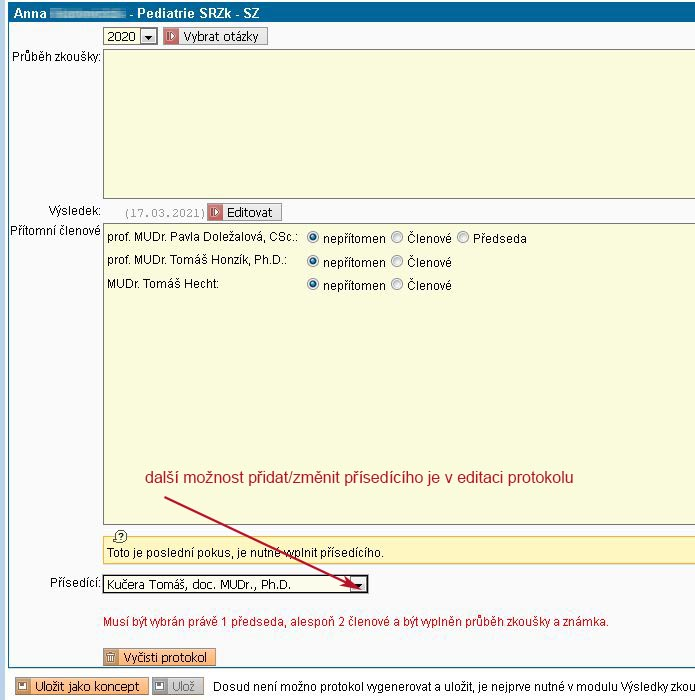 Anna - Pediatrie SRZk - SZ
2020 Vybrat otázky
Průběh zkoušky:
Výsledek: (17.03.2021) Editovat
Přítomní členové
prof. MUDr. Pavla Doležalová, CSc.: nepřítomen Členové Předseda
prof. MUDr. Tomáš Honzík, Ph.D.: nepřítomen Členové
MUDr. Tomáš Hecht: nepřítomen Členové
další možnost přidat/změnit přísedícího je v editaci protokolu
Toto je poslední pokus, je nutné vyplnit přísedícího.
Přísedící: Kučera Tomáš, doc. MUDr., Ph.D.
Musí být vybrán právě 1 předseda, alespoň 2 členové a být vyplněn průběh zkoušky a známka.
Vyčisti protokol
Uložit jako koncept Ulož Dosud není možno protokol vygenerovat a uložit, je nejprve nutné v modulu Výsledky zkou